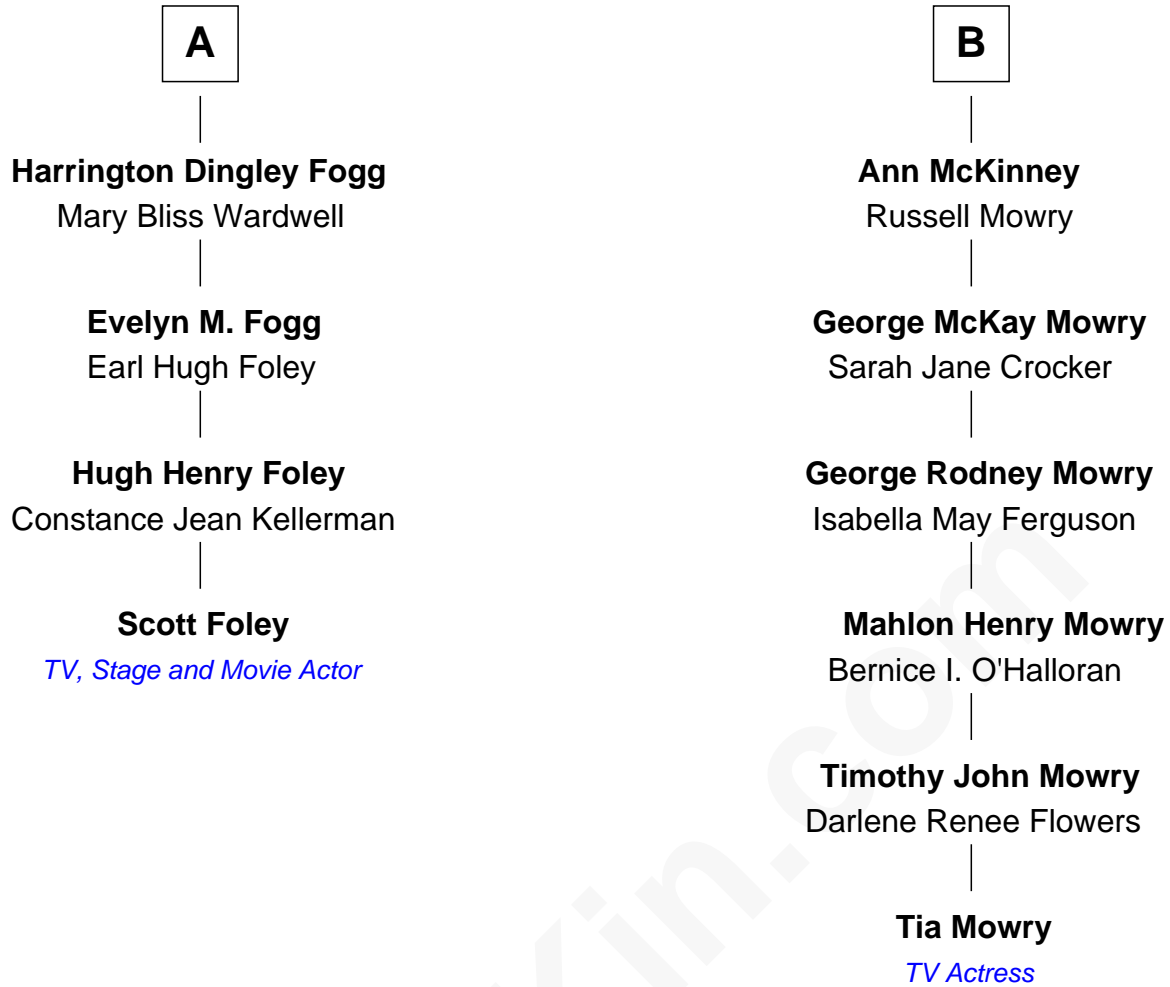 A
Harrington Dingley Fogg
Mary Bliss Wardwell
Evelyn M. Fogg
Earl Hugh Foley
Hugh Henry Foley
Constance Jean Kellerman
Scott Foley
TV, Stage and Movie Actor
B
Ann McKinney
Russell Mowry
George McKay Mowry
Sarah Jane Crocker
George Rodney Mowry
Isabella May Ferguson
Mahlon Henry Mowry
Bernice I. O'Halloran
Timothy John Mowry
Darlene Renee Flowers
Tia Mowry
TV Actress
Kin.com